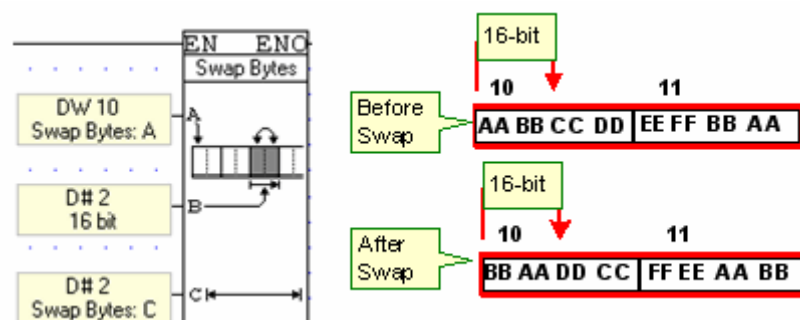 EN ENO
Swap Bytes
DW 10
Swap Bytes: A
A
D# 2
16 bit
B
D# 2
Swap Bytes: C
C
16-bit
10 11
Before
Swap
AA BB CC DD EE FF BB AA
16-bit
10 11
After
Swap
BB AA DD CC FF EE AA BB